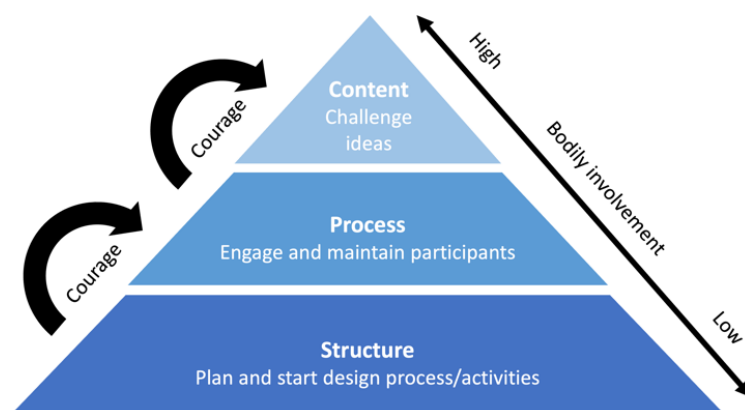 Content
Challenge
ideas
Courage
Process
Engage and maintain participants
Courage
Structure
Plan and start design process/activities
High
Bodily involvement
Low